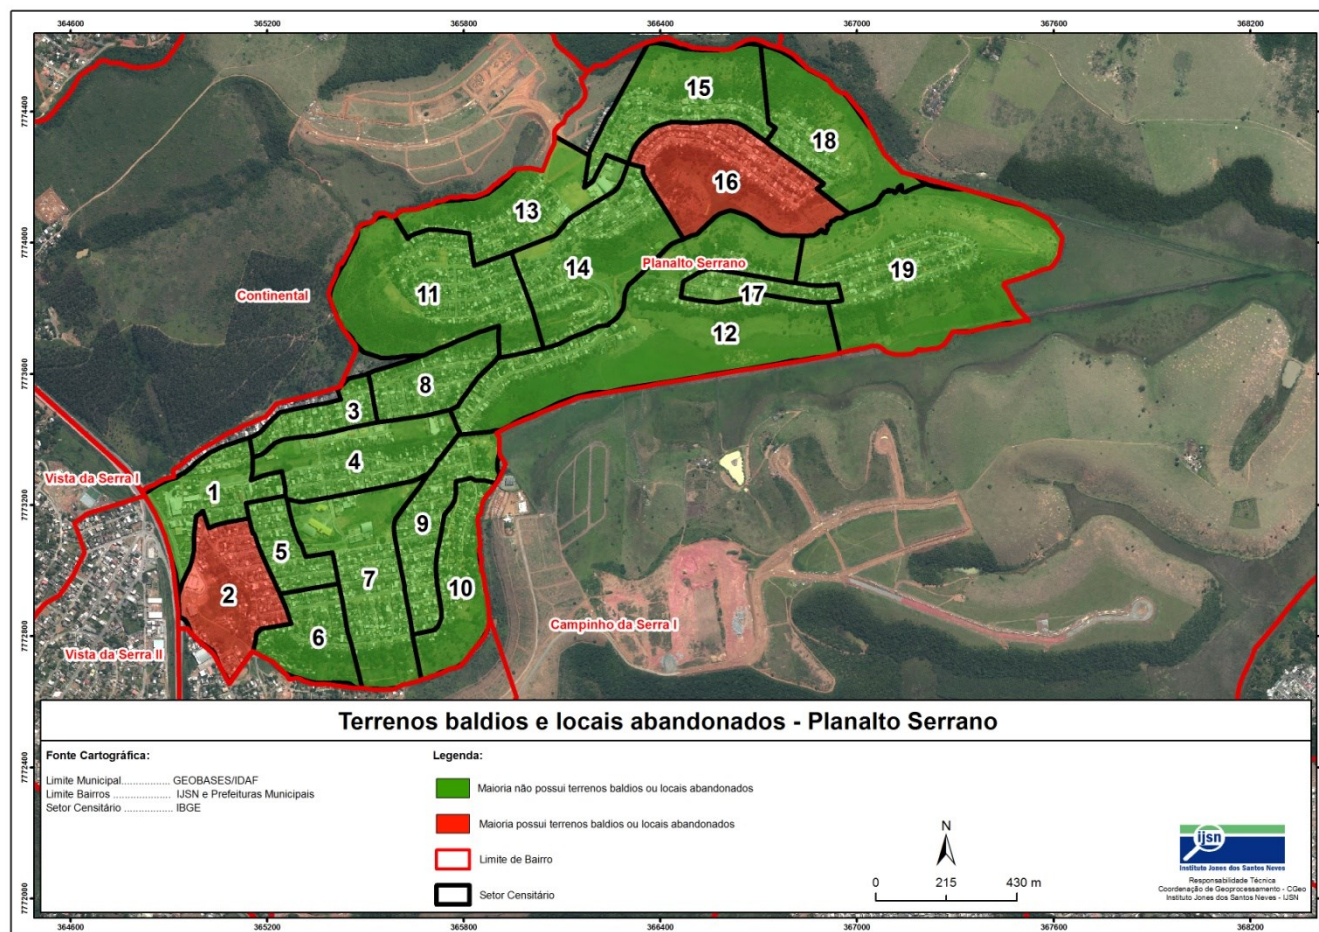 364600 365200 365800 366400 367000 367600 368200
7774400
7774000
7773600
7773200
7772800
7772400
7772000
15
18
16
13
14
Planalto Serrano
19
Continental
11
17
12
8
3
4
Vista da Serra I
1
9
5
7
2
10
6
Campinho da Serra I
Vista da Serra II
Terrenos baldios e locais abandonados - Planalto Serrano
Fonte Cartográfica:
Limite Municipal................ GEOBASES/IDAF
Limite Bairros ................... IJSN e Prefeituras Municipais
Setor Censitário ................ IBGE
Legenda:
Maioria não possui terrenos baldios ou locais abandonados
Maioria possui terrenos baldios ou locais abandonados
Limite de Bairro
Setor Censitário
N
0 215 430 m
ijsn
Instituto Jones dos Santos Neves
Responsabilidade Técnica
Coordenação de Geoprocessamento - CGeo
Instituto Jones dos Santos Neves - IJSN
364600 365200 365800 366400 367000 367600 368200